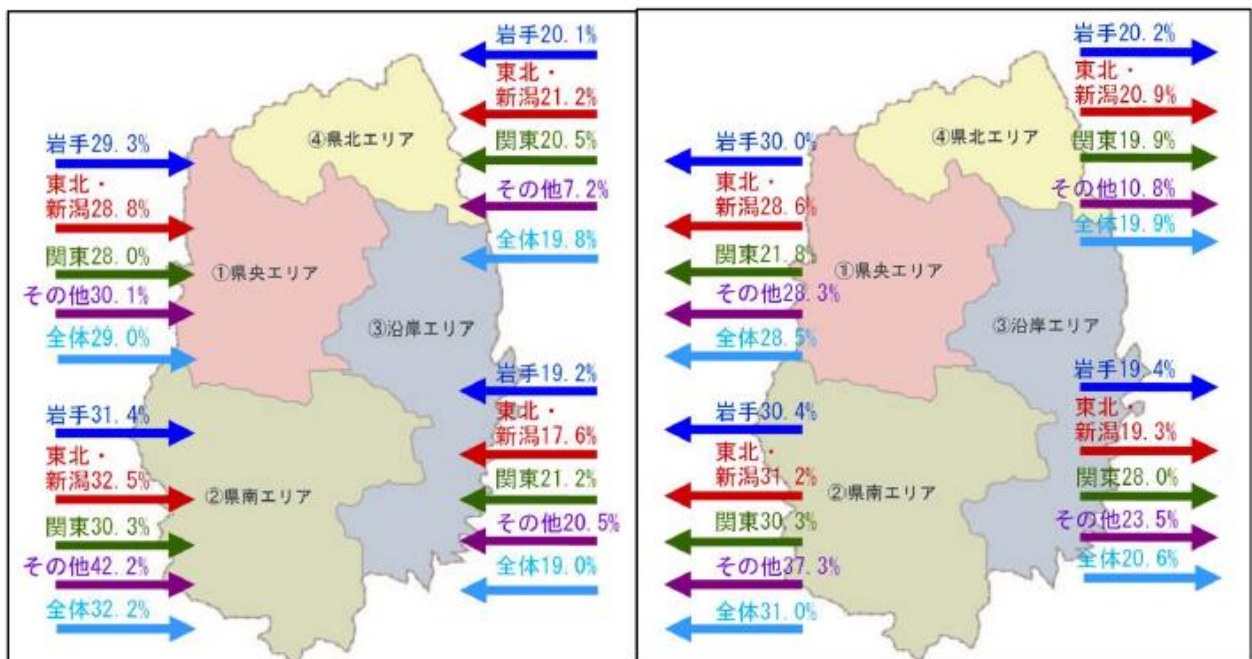 岩手20.1%
東北・
新潟21.2%
関東20.5%
その他7.2%
全体19.8%
④県北エリア
岩手29.3%
東北・
新潟28.8%
関東28.0%
その他30.1%
全体29.0%
①県央エリア
③沿岸エリア
岩手19.2%
東北・
新潟17.6%
関東21.2%
その他20.5%
全体19.0%
岩手31.4%
東北・
新潟32.5%
関東30.3%
その他42.2%
全体32.2%
②県南エリア
岩手20.2%
東北・
新潟20.9%
関東19.9%
その他10.8%
全体19.9%
④県北エリア
岩手30.0%
東北・
新潟28.6%
関東21.8%
その他28.3%
全体28.5%
①県央エリア
③沿岸エリア
岩手19.4%
東北・
新潟19.3%
関東28.0%
その他23.5%
全体20.6%
岩手30.4%
東北・
新潟31.2%
関東30.3%
その他37.3%
全体31.0%
②県南エリア